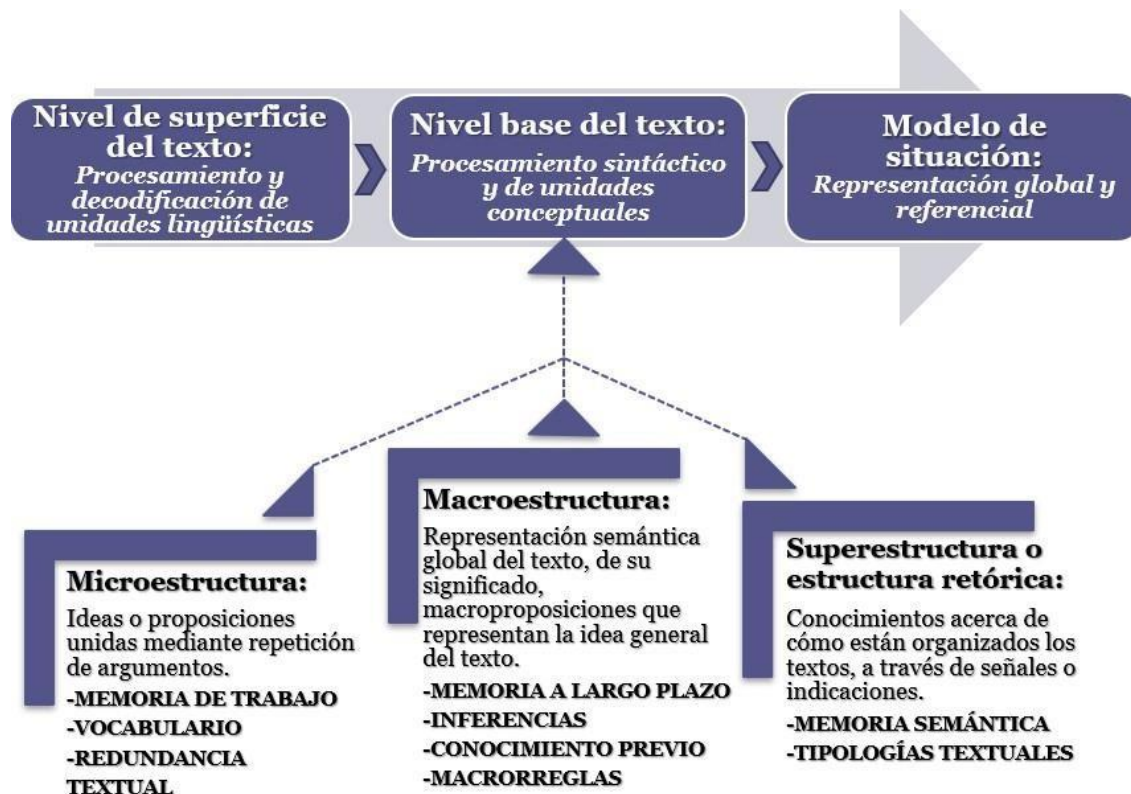 Nivel de superficie
del texto:
Procesamiento y
decodificación de
unidades lingüísticas
Nivel base del texto:
Procesamiento sintáctico
y de unidades
conceptuales
Modelo de
situación:
Representación global y
referencial
Microestructura:
Ideas o proposiciones
unidas mediante repetición
de argumentos.
-MEMORIA DE TRABAJO
-VOCABULARIO
-REDUNDANCIA
TEXTUAL
Macroestructura:
Representación semántica
global del texto, de su
significado,
macroproposiciones que
representan la idea general
del texto.
-MEMORIA A LARGO PLAZO
-INFERENCIAS
-CONOCIMIENTO PREVIO
-MACRORREGLAS
Superestructura o
estructura retórica:
Conocimientos acerca de
cómo están organizados los
textos, a través de señales o
indicaciones.
-MEMORIA SEMÁNTICA
-TIPOLOGÍAS TEXTUALES